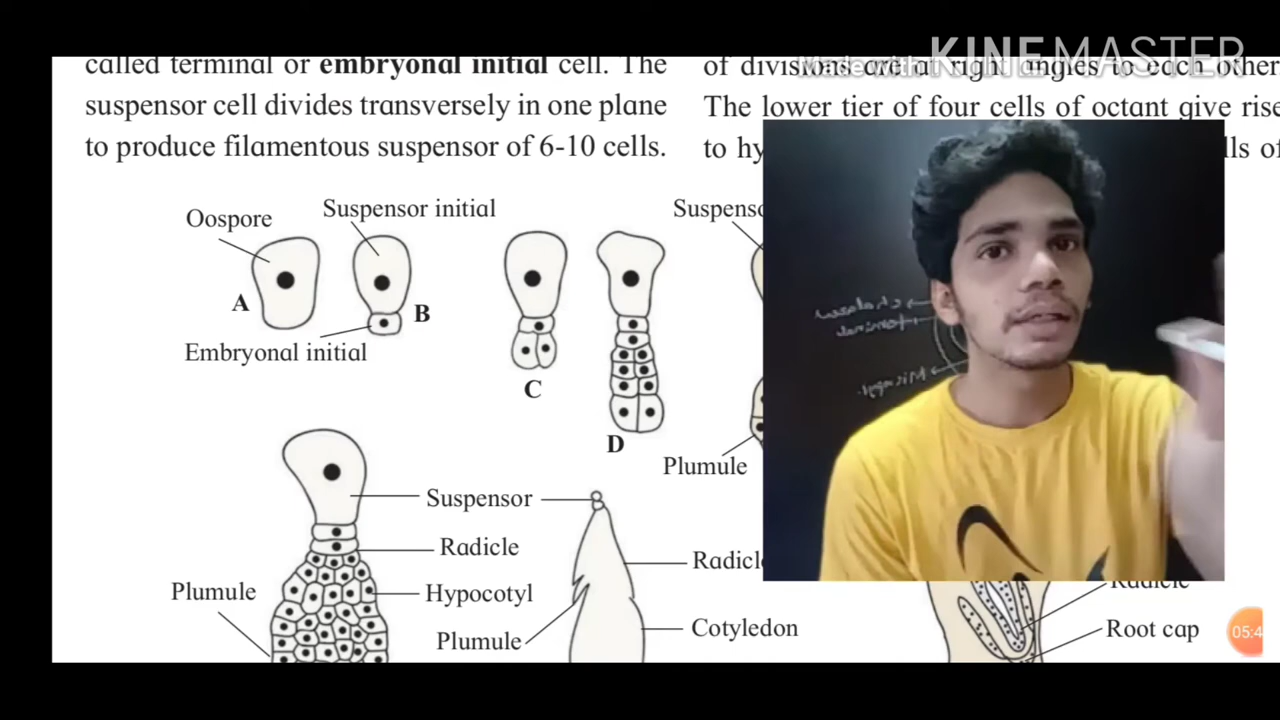 Made with
KINEMASTER
called terminal or embryonal initial cell. The
suspensor cell divides transversely in one plane
to produce filamentous suspensor of 6-10 cells.
of divisions are at right angles to each other
The lower tier of four cells of octant give rise
to hy
lls of
Oospore
Suspensor initial
A
B
Embryonal initial
C
D
Suspenso
Plumule
Suspensor
Radicle
Hypocotyl
Plumule
Plumule
Radicle
Cotyledon
Radicle
Root cap
05:4